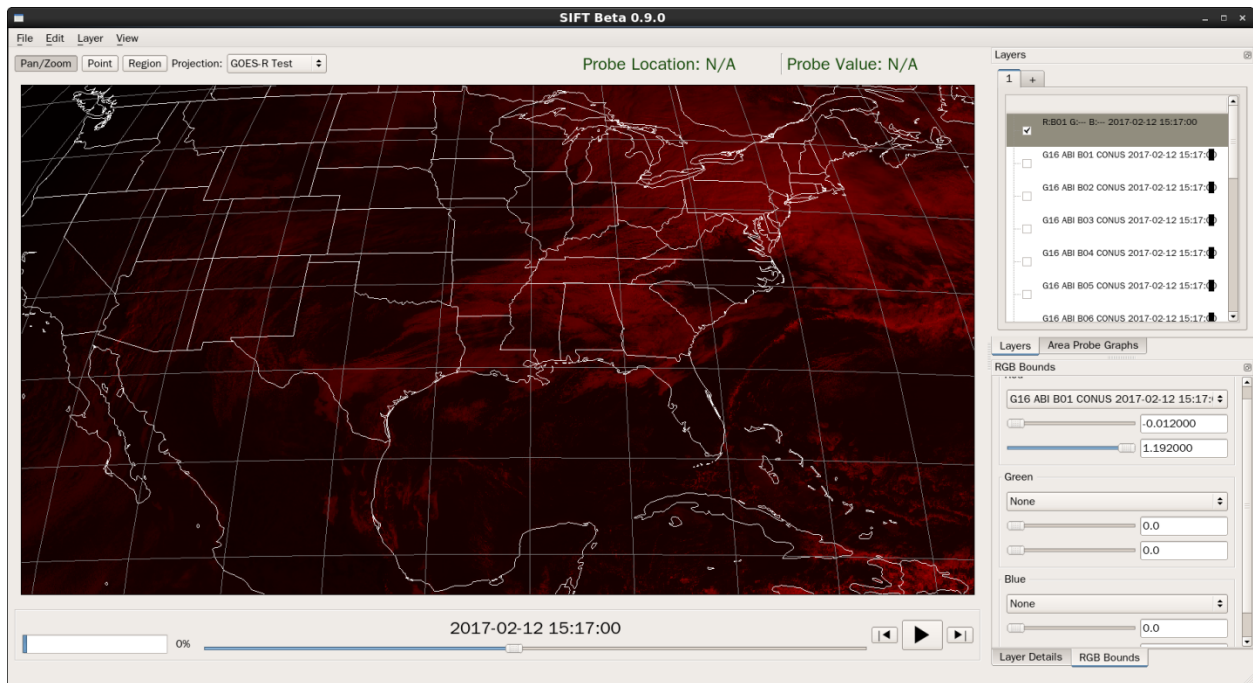 SIFT Beta 0.9.0
File Edit Layer View
Pan/Zoom Point Region Projection: GOES-R Test Probe Location: N/A Probe Value: N/A
Layers
1 +
R:B01 G:-- B:-- 2017-02-12 15:17:00
G16 ABI B01 CONUS 2017-02-12 15:17:
G16 ABI B02 CONUS 2017-02-12 15:17:
G16 ABI B03 CONUS 2017-02-12 15:17:
G16 ABI B04 CONUS 2017-02-12 15:17:
G16 ABI B05 CONUS 2017-02-12 15:17:
G16 ABI B06 CONUS 2017-02-12 15:17:
Layers Area Probe Graphs
RGB Bounds
G16 ABI B01 CONUS 2017-02-12 15:17:
-0.012000
1.192000
Green
None
0.0
0.0
Blue
None
0.0
Layer Details RGB Bounds
2017-02-12 15:17:00
0%